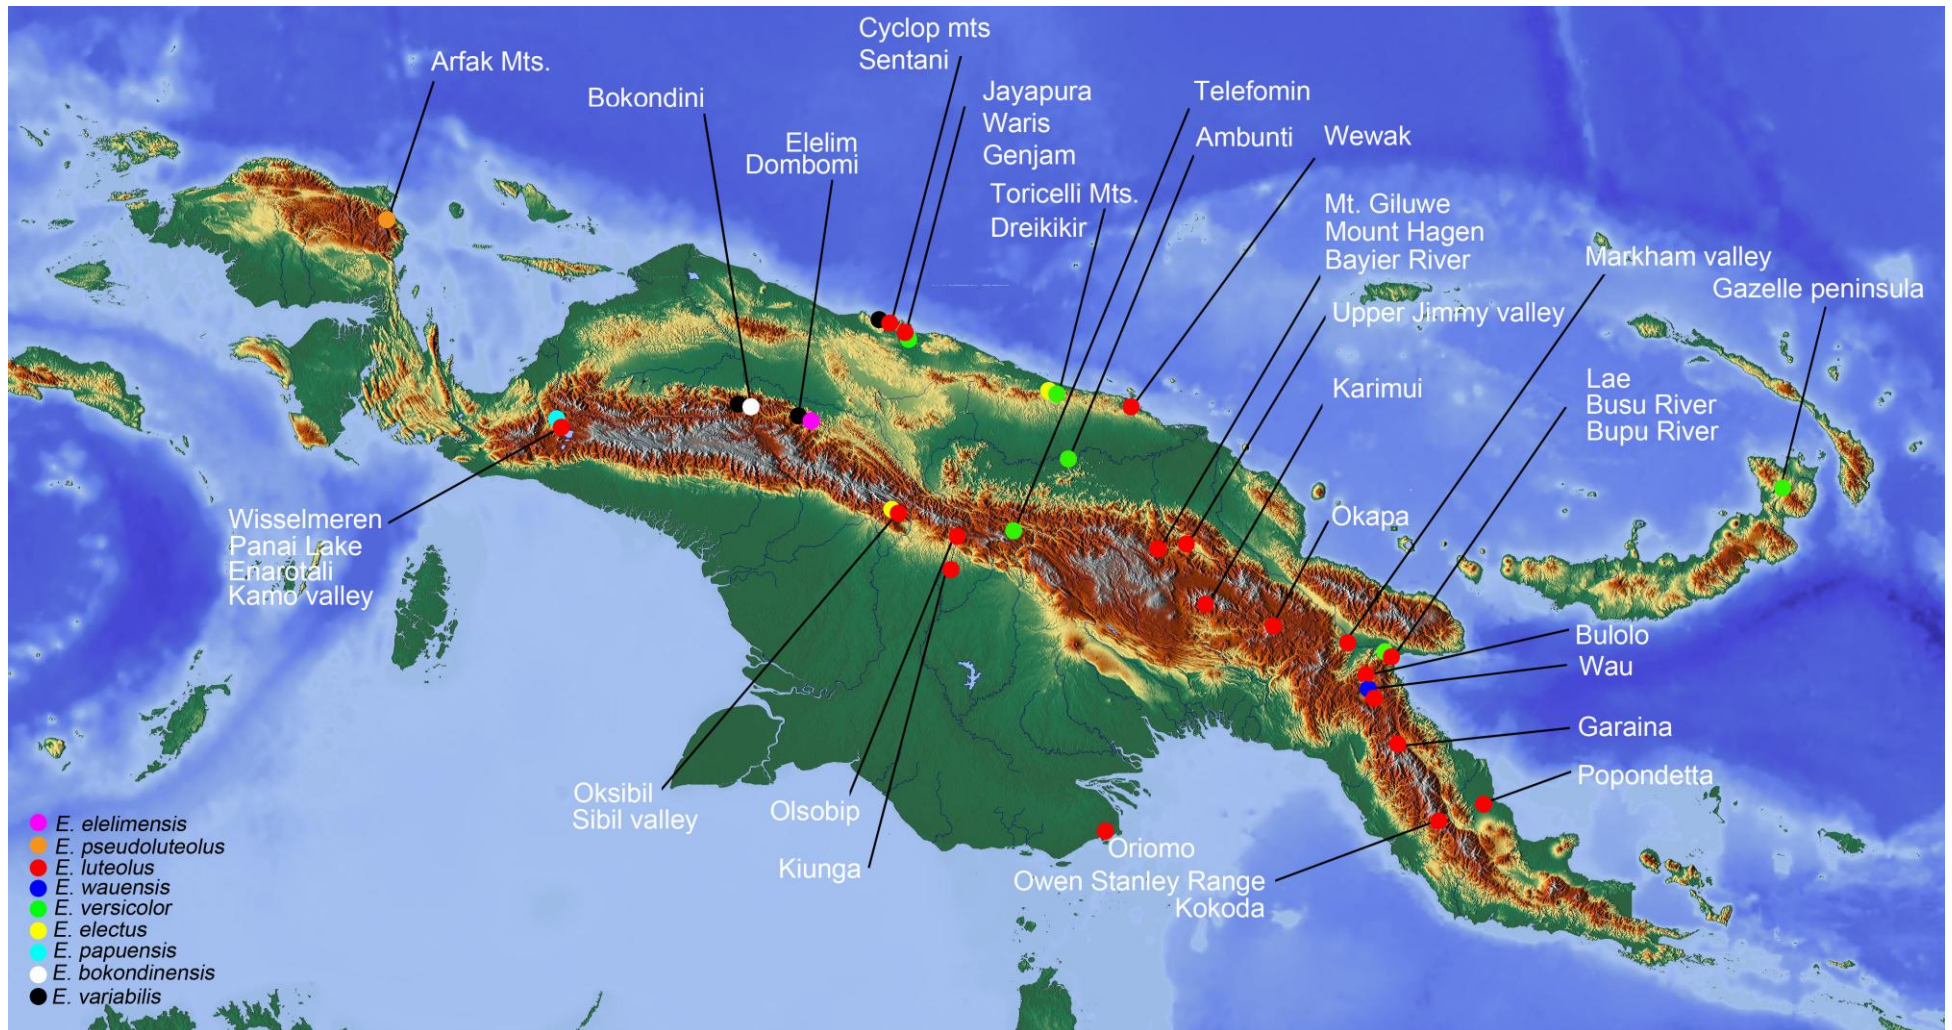 Cyclop mts
Sentani
Arfak Mts.
Bokondini
Jayapura
Waris
Genjam
Telefomin
Ambunti
Wewak
Elelim
Dombomi
Toricelli Mts.
Dreikikir
Mt. Giluwe
Mount Hagen
Bayier River
Markham valley
Gazelle peninsula
Upper Jimmy valley
Karimui
Lae
Busu River
Bupu River
Wisselmeren
Panai Lake
Enarotali
Kamo valley
Okapa
Bulolo
Wau
Garaina
Popondetta
Oksibil
Sibil valley
Olsobip
Kiunga
Oriomo
Owen Stanley Range
Kokoda
E. elelimensis
E. pseudoluteolus
E. luteolus
E. wauensis
E. versicolor
E. electus
E. papuensis
E. bokondinensis
E. variabilis